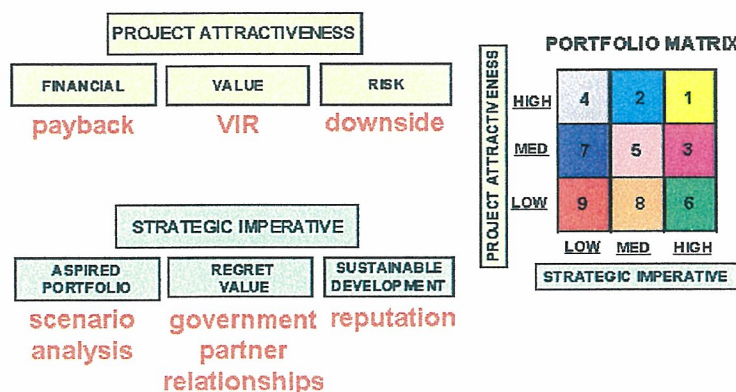 PROJECT ATTRACTIVENESS
FINANCIAL
VALUE
RISK
payback
VIR
downside
STRATEGIC IMPERATIVE
ASPIRED
PORTFOLIO
REGRET
VALUE
SUSTAINABLE
DEVELOPMENT
scenario
analysis
government
partner
relationships
reputation
PORTFOLIO MATRIX
PROJECT ATTRACTIVENESS
HIGH
4
2
1
MED
7
5
3
LOW
9
8
6
LOW
MED
HIGH
STRATEGIC IMPERATIVE